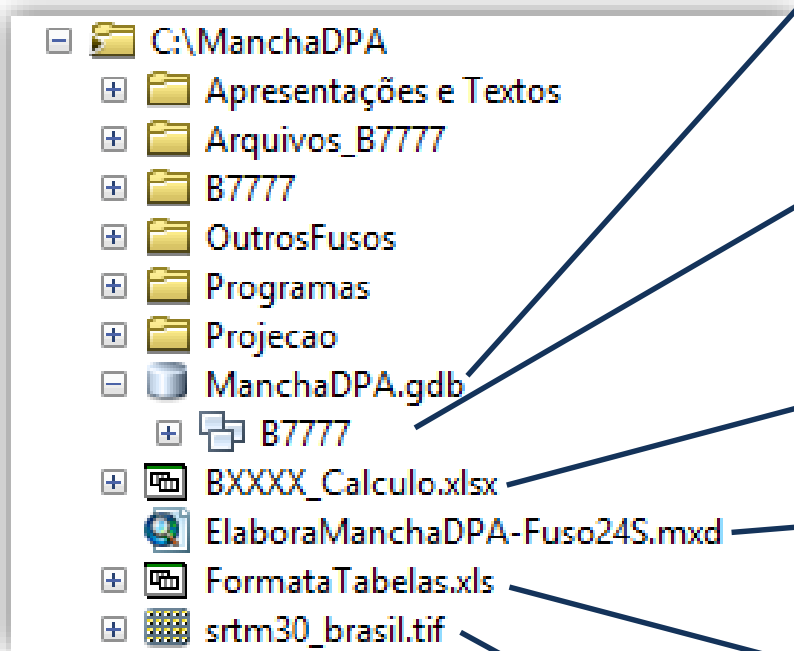 C:\ManchaDPA
Apresentações e Textos
Arquivos_B7777
B7777
OutrosFusos
Programas
Projecao
ManchaDPA.gdb
B7777
BXXXX_Calculo.xlsx
ElaboraManchaDPA-Fuso24S.mxd
FormataTabelas.xls
srtm30_brasil.tif